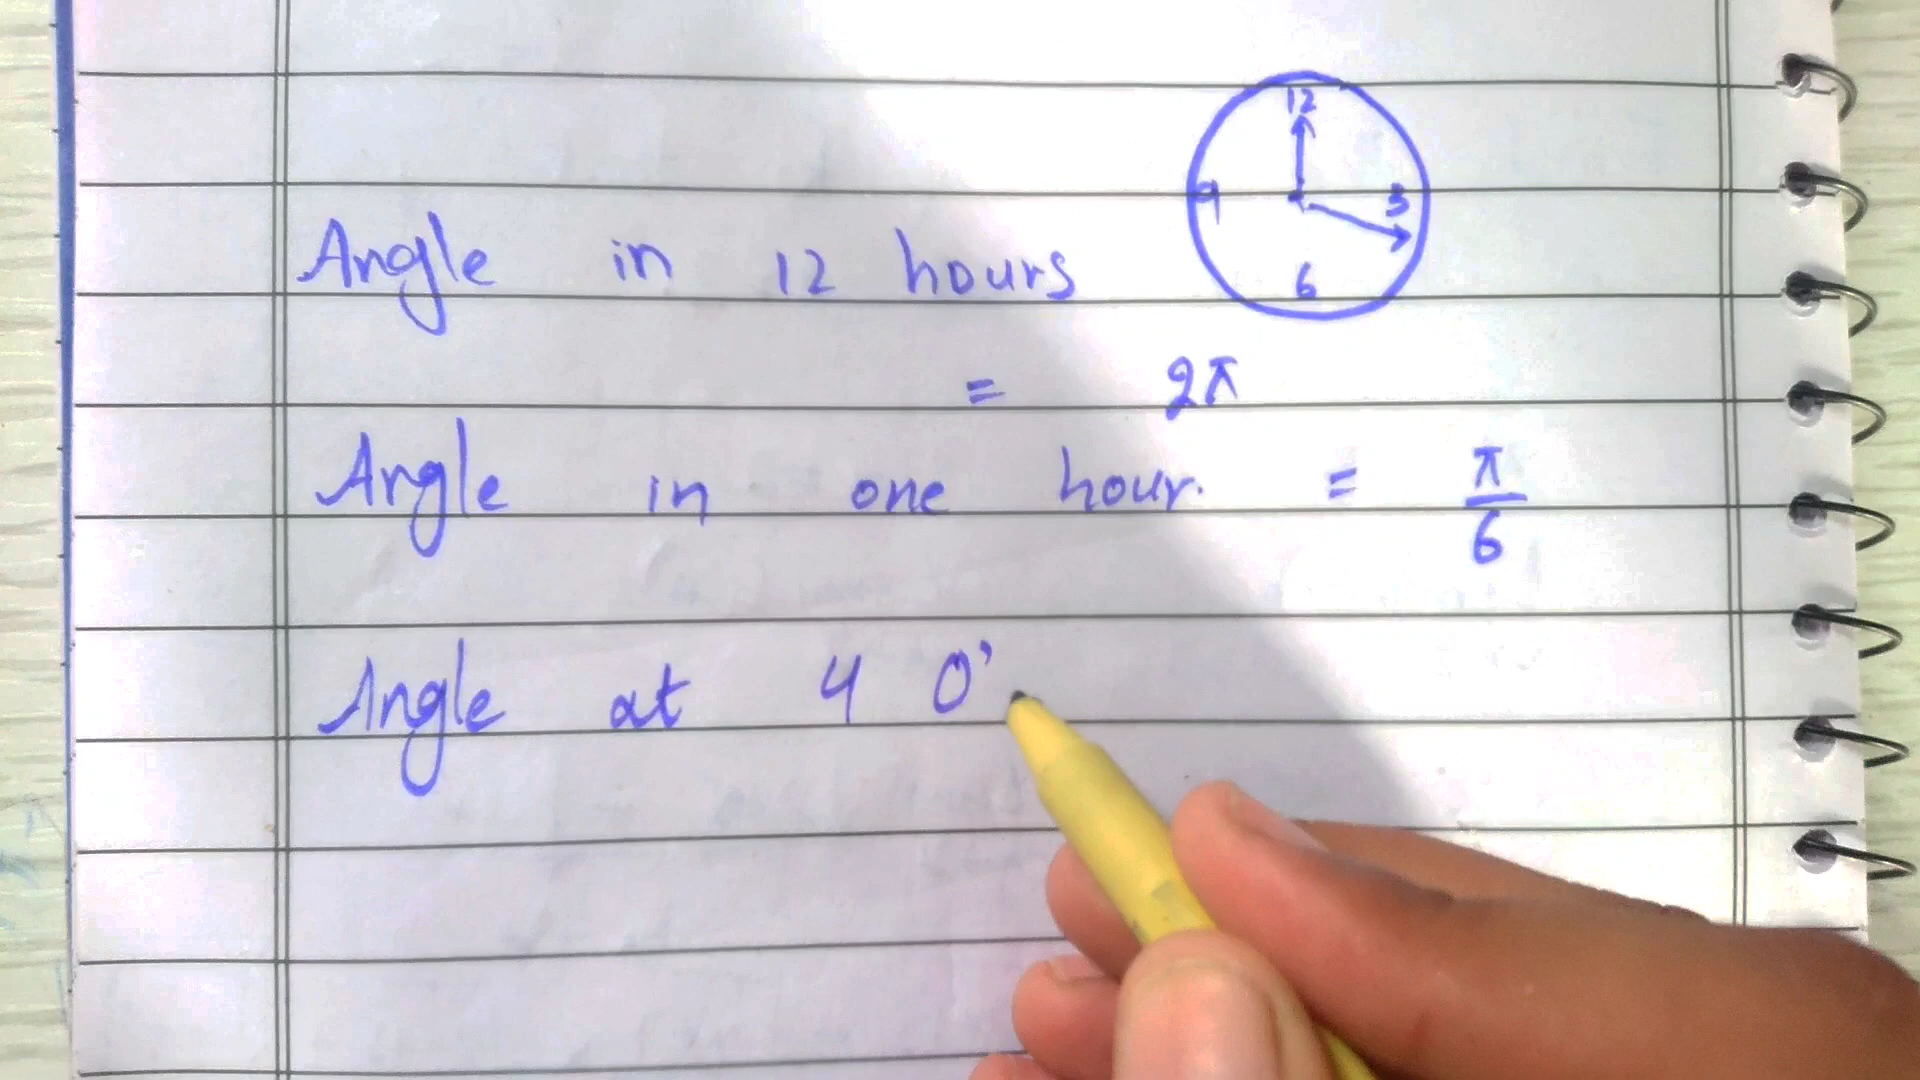 12
9 3
6
Angle in 12 hours
= 2π
Angle in one hour. = π/6
Angle at 4 O'